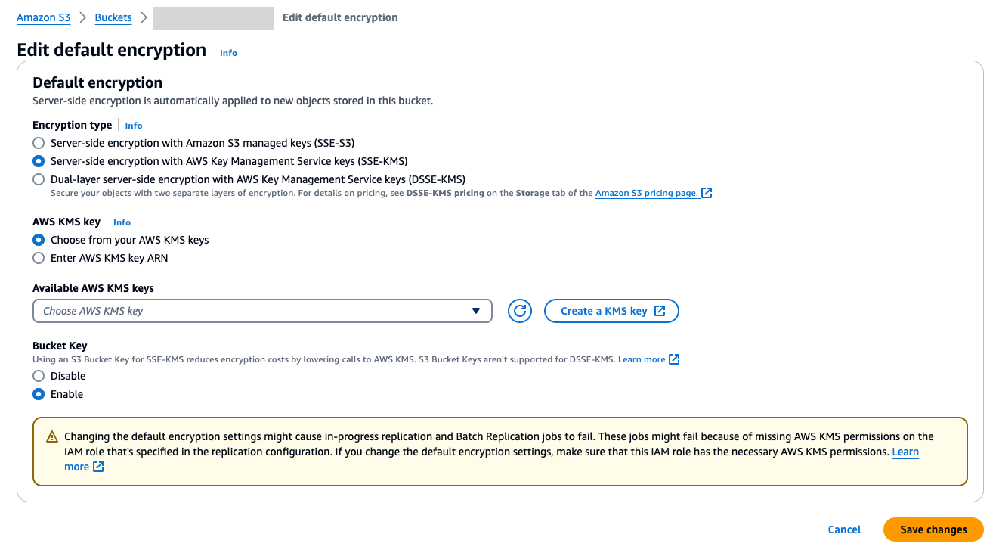 Amazon S3 > Buckets > Edit default encryption
Edit default encryption Info
Default encryption
Server-side encryption is automatically applied to new objects stored in this bucket.
Encryption type Info
Server-side encryption with Amazon S3 managed keys (SSE-S3)
Server-side encryption with AWS Key Management Service keys (SSE-KMS)
Dual-layer server-side encryption with AWS Key Management Service keys (DSSE-KMS)
Secure your objects with two separate layers of encryption. For details on pricing, see DSSE-KMS pricing on the Storage tab of the Amazon S3 pricing page.
AWS KMS key Info
Choose from your AWS KMS keys
Enter AWS KMS key ARN
Available AWS KMS keys
Choose AWS KMS key Create a KMS key
Bucket Key
Using an S3 Bucket Key for SSE-KMS reduces encryption costs by lowering calls to AWS KMS. S3 Bucket Keys aren't supported for DSSE-KMS. Learn more
Disable
Enable
Changing the default encryption settings might cause in-progress replication and Batch Replication jobs to fail. These jobs might fail because of missing AWS KMS permissions on the
IAM role that's specified in the replication configuration. If you change the default encryption settings, make sure that this IAM role has the necessary AWS KMS permissions. Learn
more
Cancel Save changes